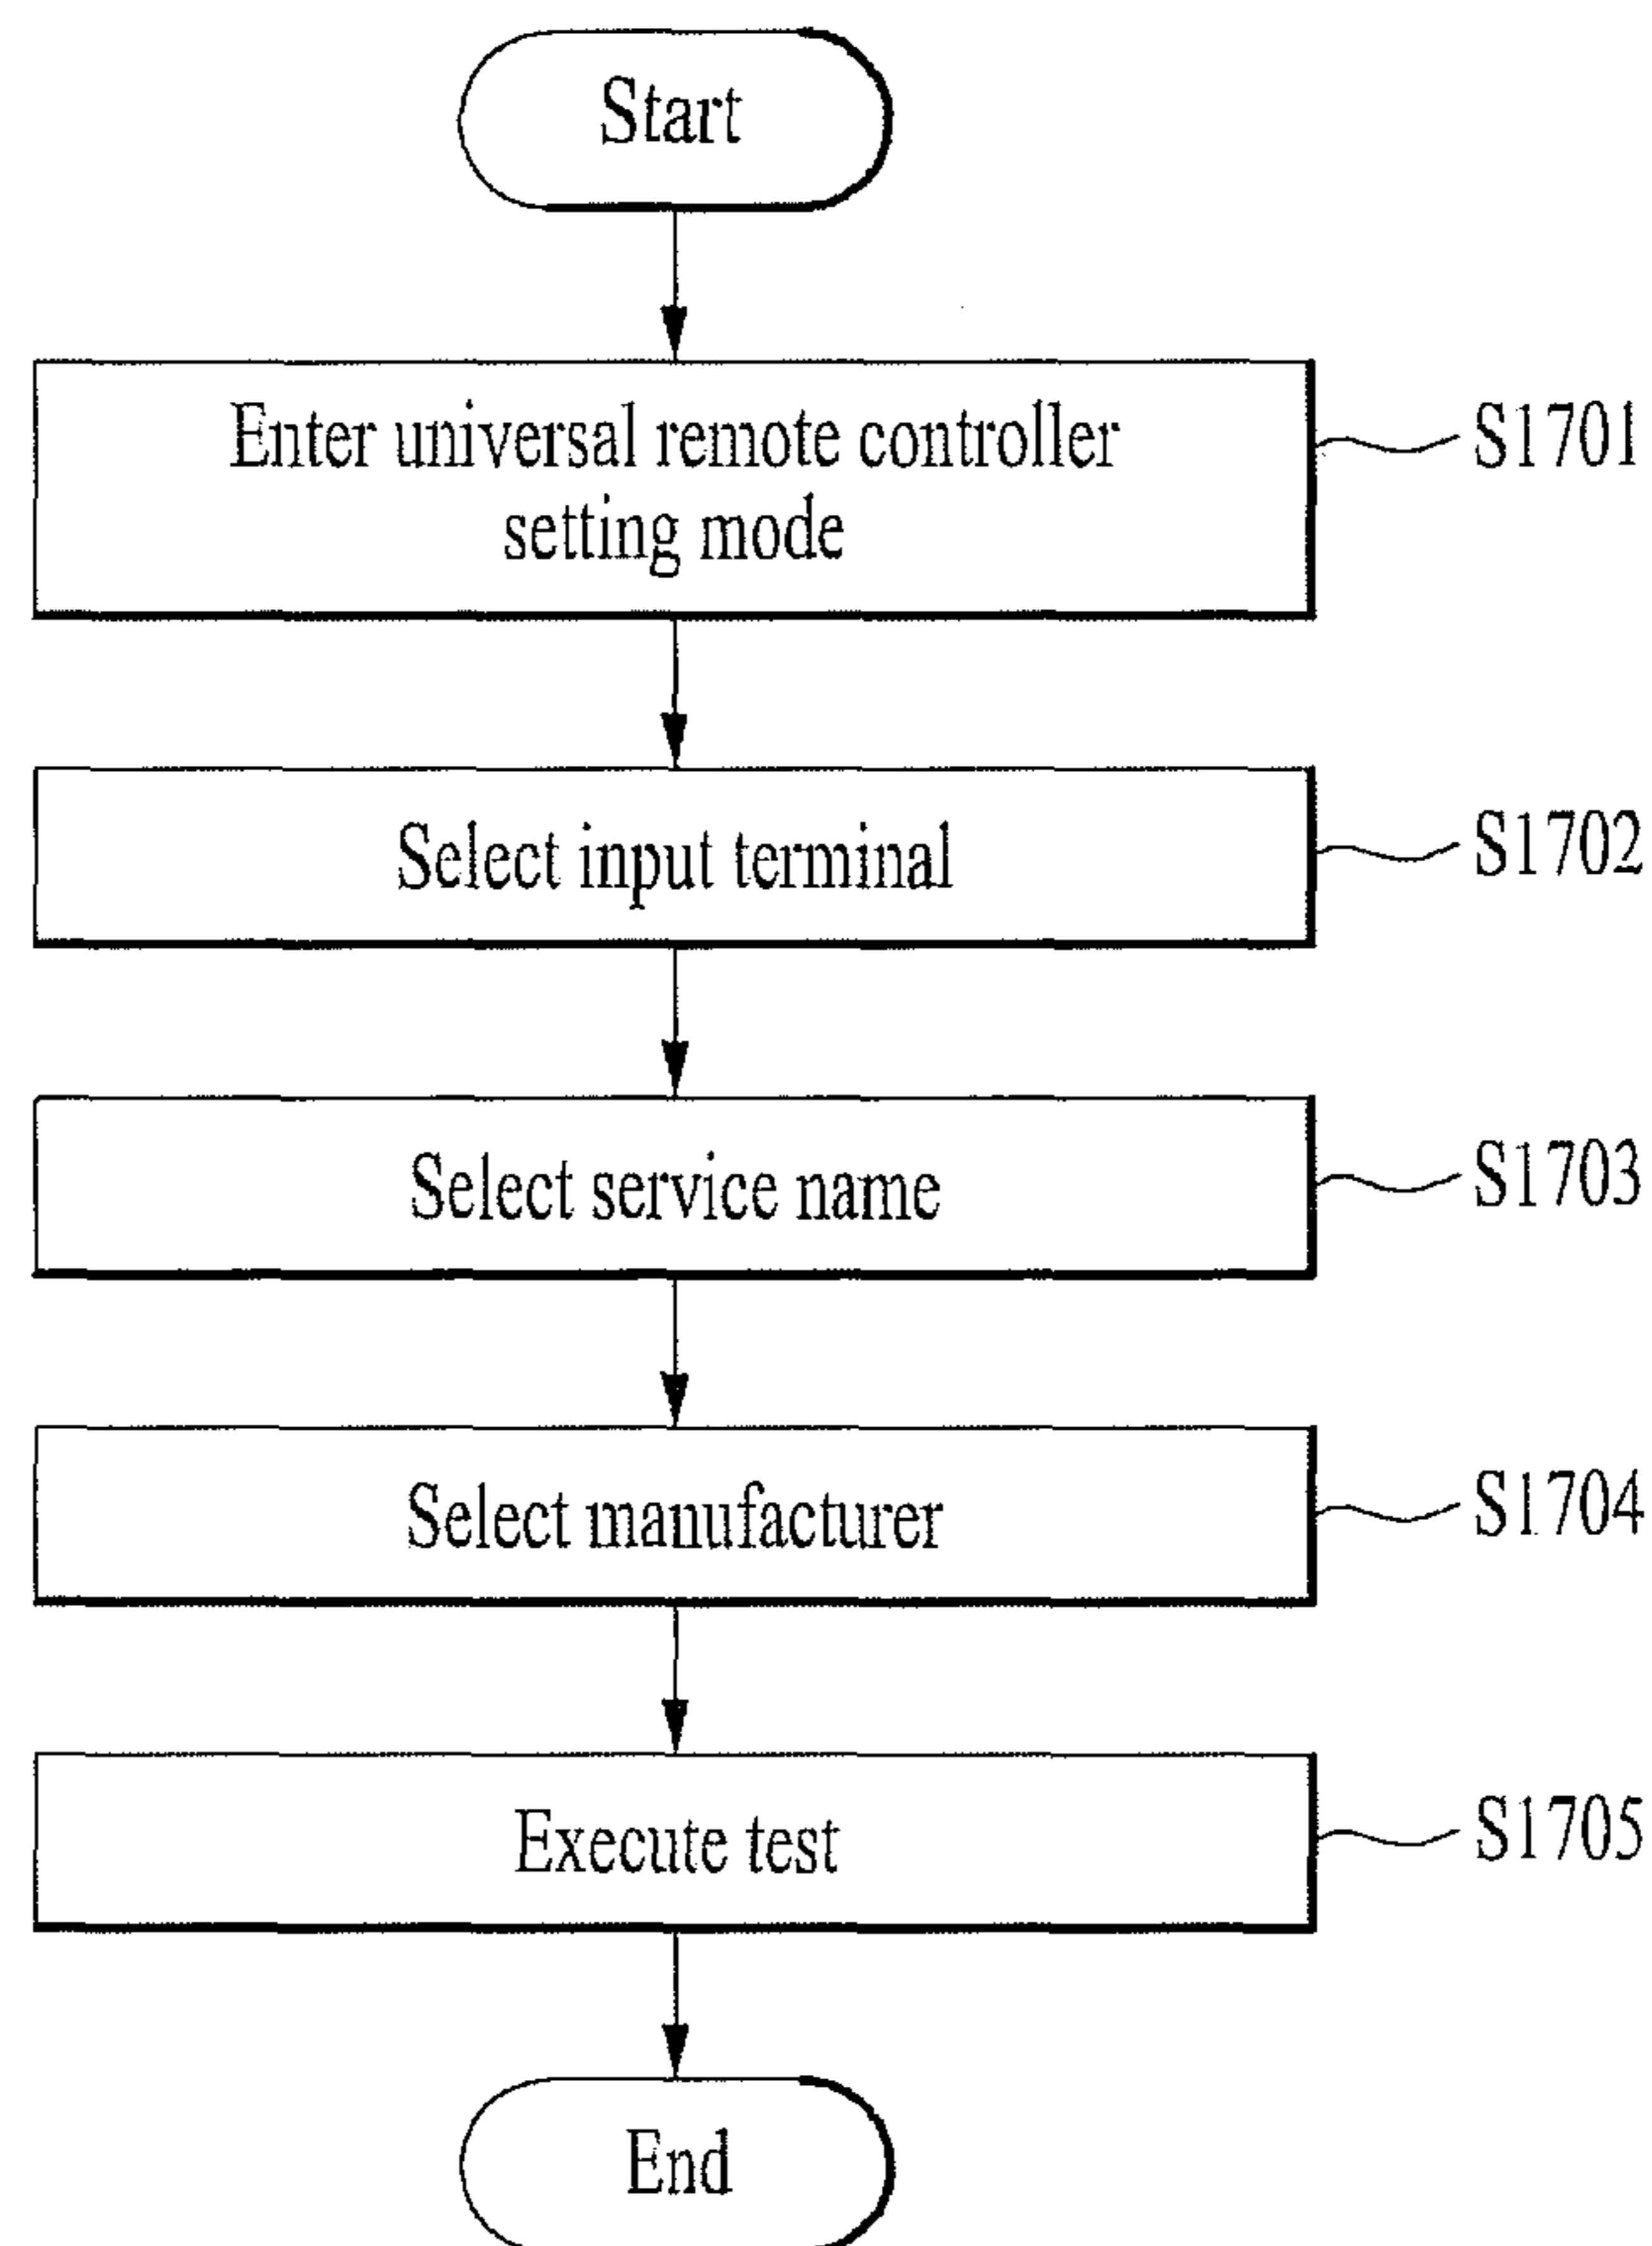 Start
Enter universal remote controller
setting mode
S1701
Select input terminal
S1702
Select service name
S1703
Select manufacturer
S1704
Execute test
S1705
End